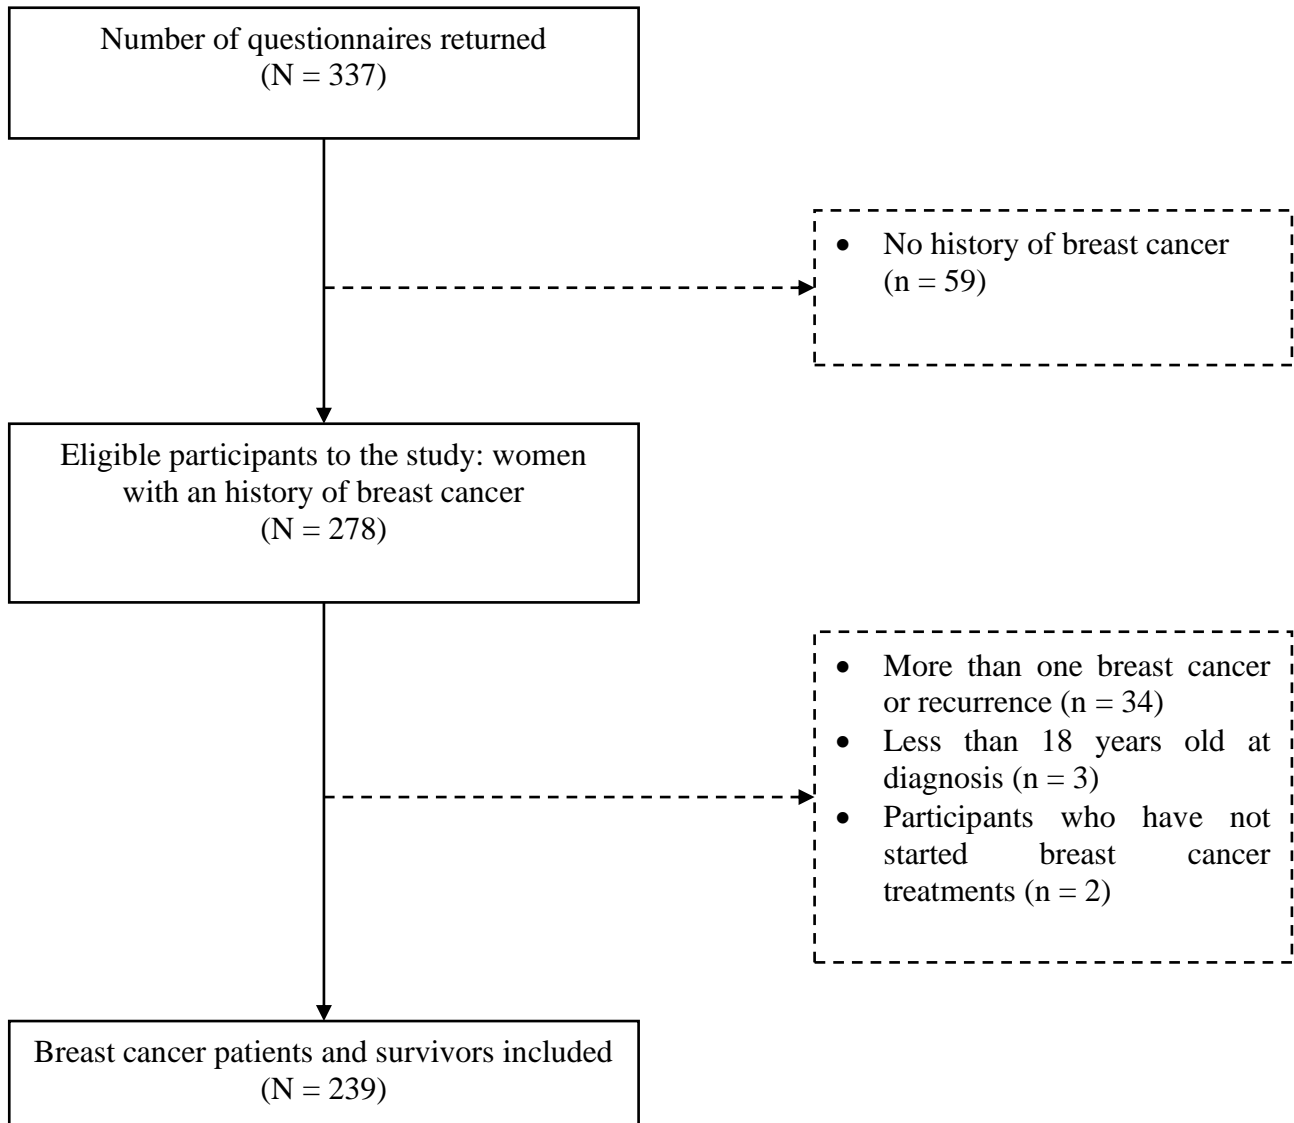 Number of questionnaires returned
(N = 337)
• No history of breast cancer
(n = 59)
Eligible participants to the study: women
with an history of breast cancer
(N = 278)
• More than one breast cancer
or recurrence (n = 34)
• Less than 18 years old at
diagnosis (n = 3)
• Participants who have not
started breast cancer
treatments (n = 2)
Breast cancer patients and survivors included
(N = 239)